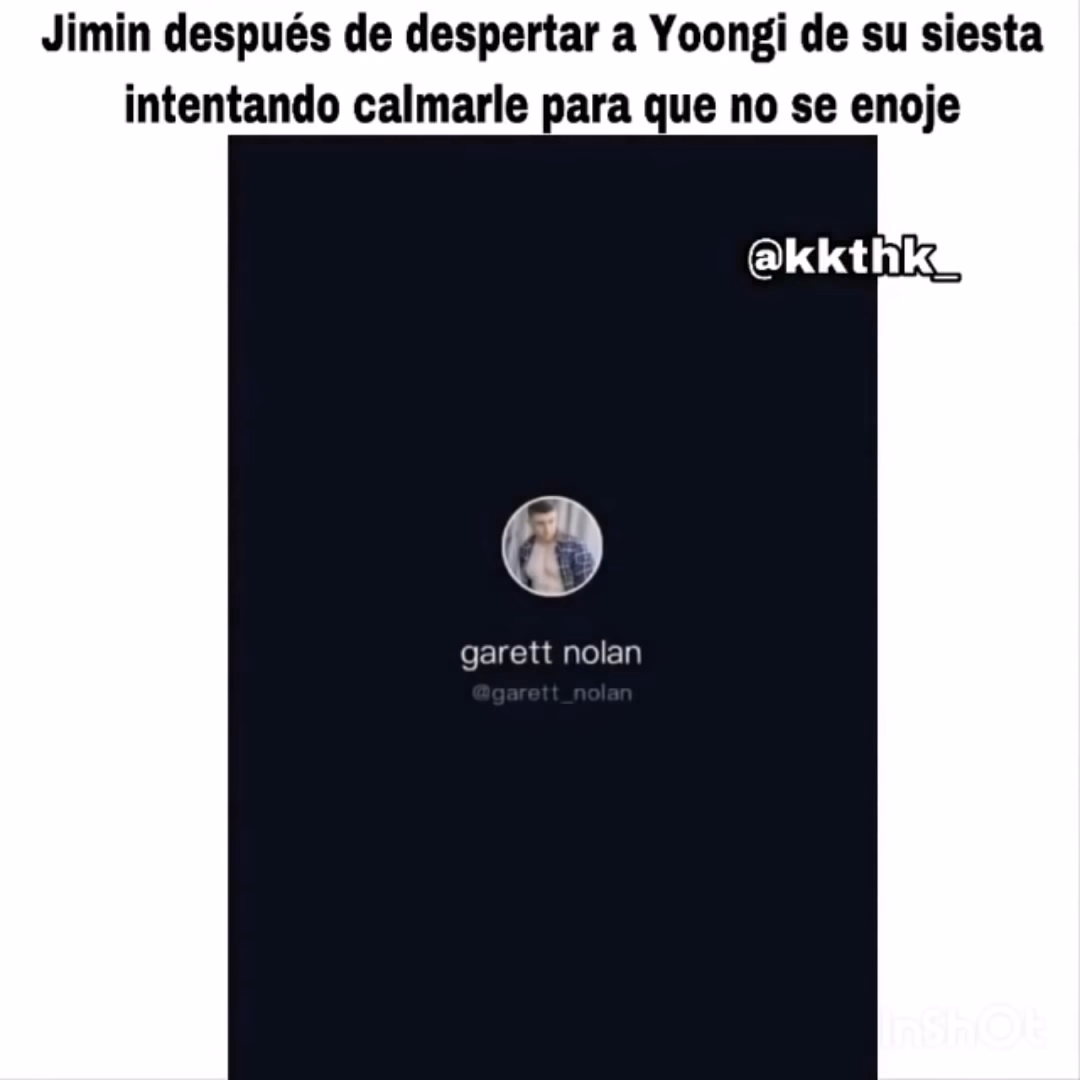 Jimin después de despertar a Yoongi de su siesta
intentando calmarle para que no se enoje
@kkthk_
garett nolan
@garett_nolan
InShOt